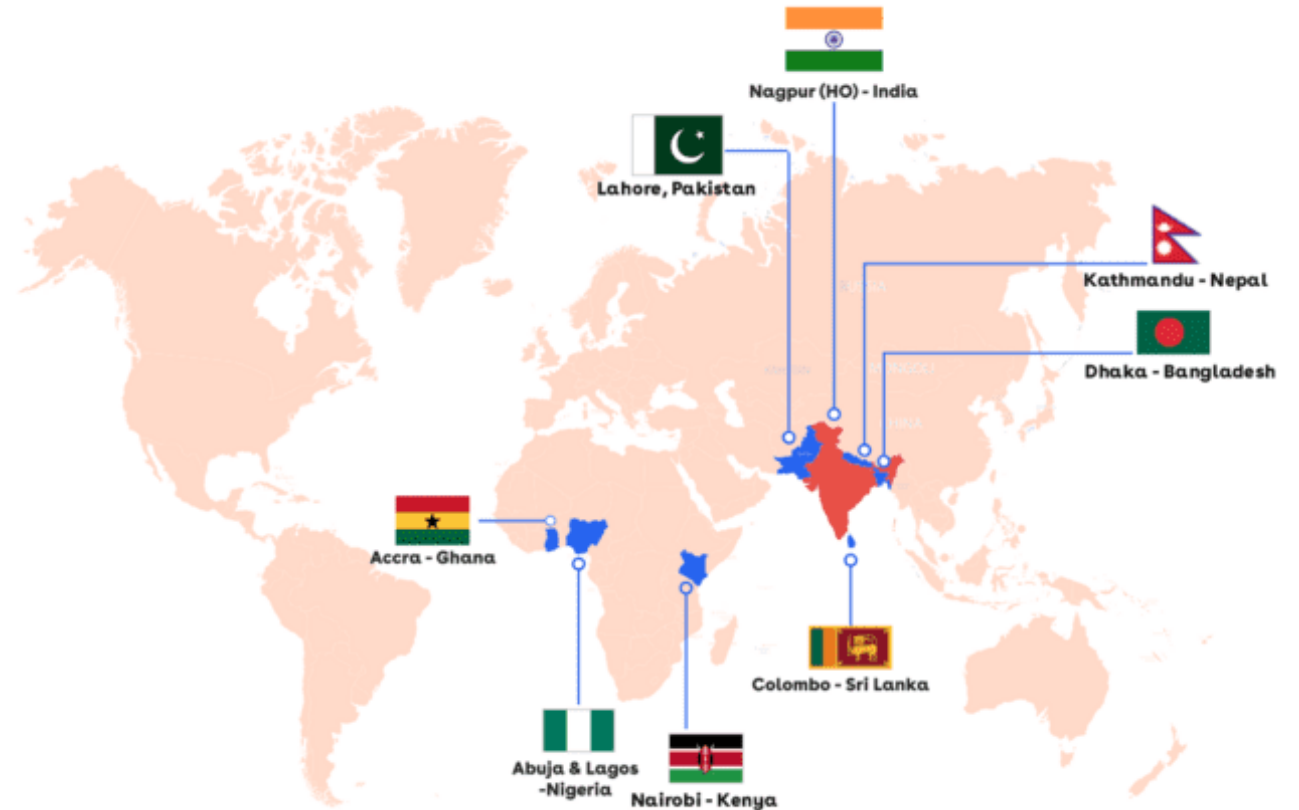 Nagpur (HO) - India
Lahore, Pakistan
Kathmandu - Nepal
Dhaka - Bangladesh
Accra - Ghana
Colombo - Sri Lanka
Abuja & Lagos
-Nigeria
Nairobi - Kenya